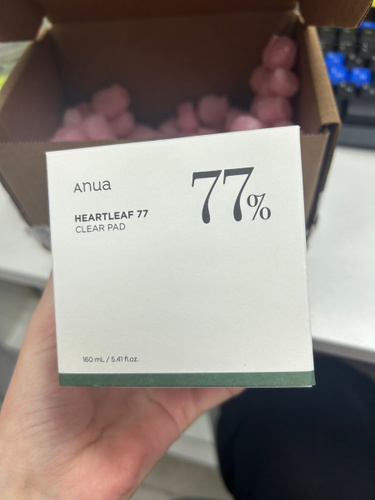 Anua
77%
HEARTLEAF 77
CLEAR PAD
160 mL / 5.41 fl.oz.